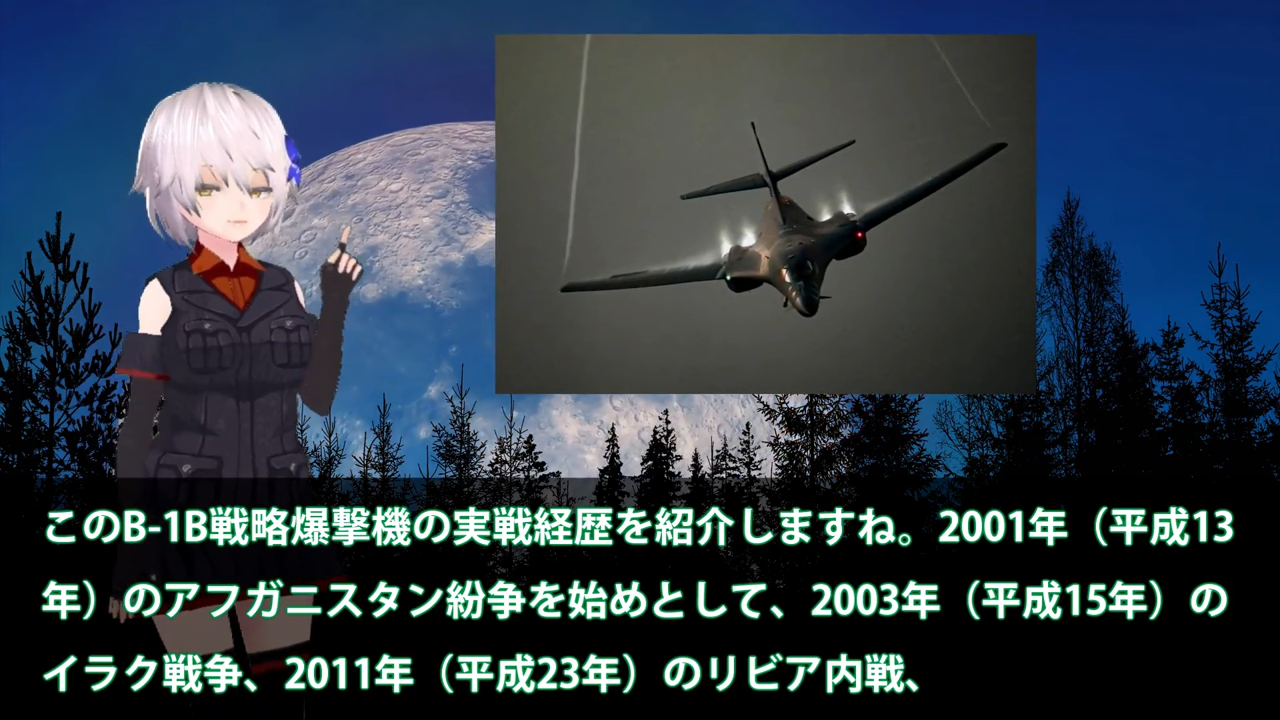 このB-1B戦略爆撃機の実戦経歴を紹介しますね。2001年（平成13
年）のアフガニスタン紛争を始めとして、2003年（平成15年）の
イラク戦争、2011年（平成23年）のリビア内戦、